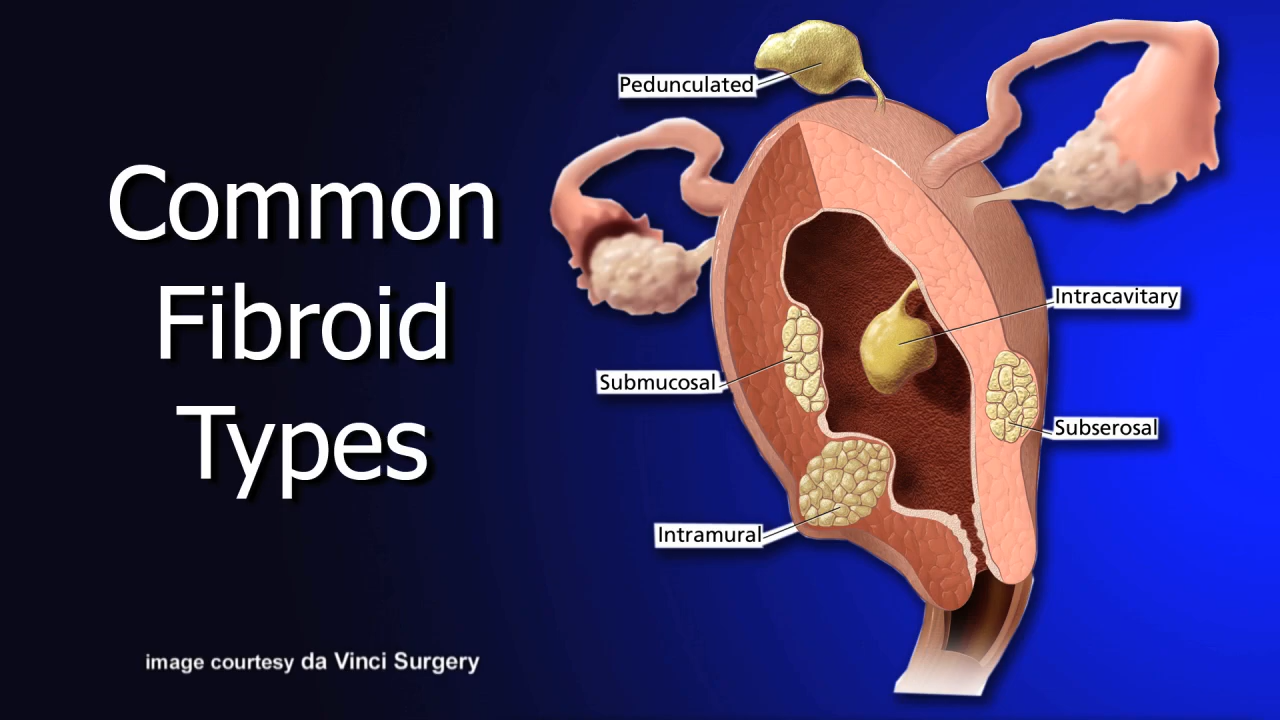 Common
Fibroid
Types
Pedunculated
Intracavitary
Submucosal
Subserosal
Intramural
image courtesy da Vinci Surgery